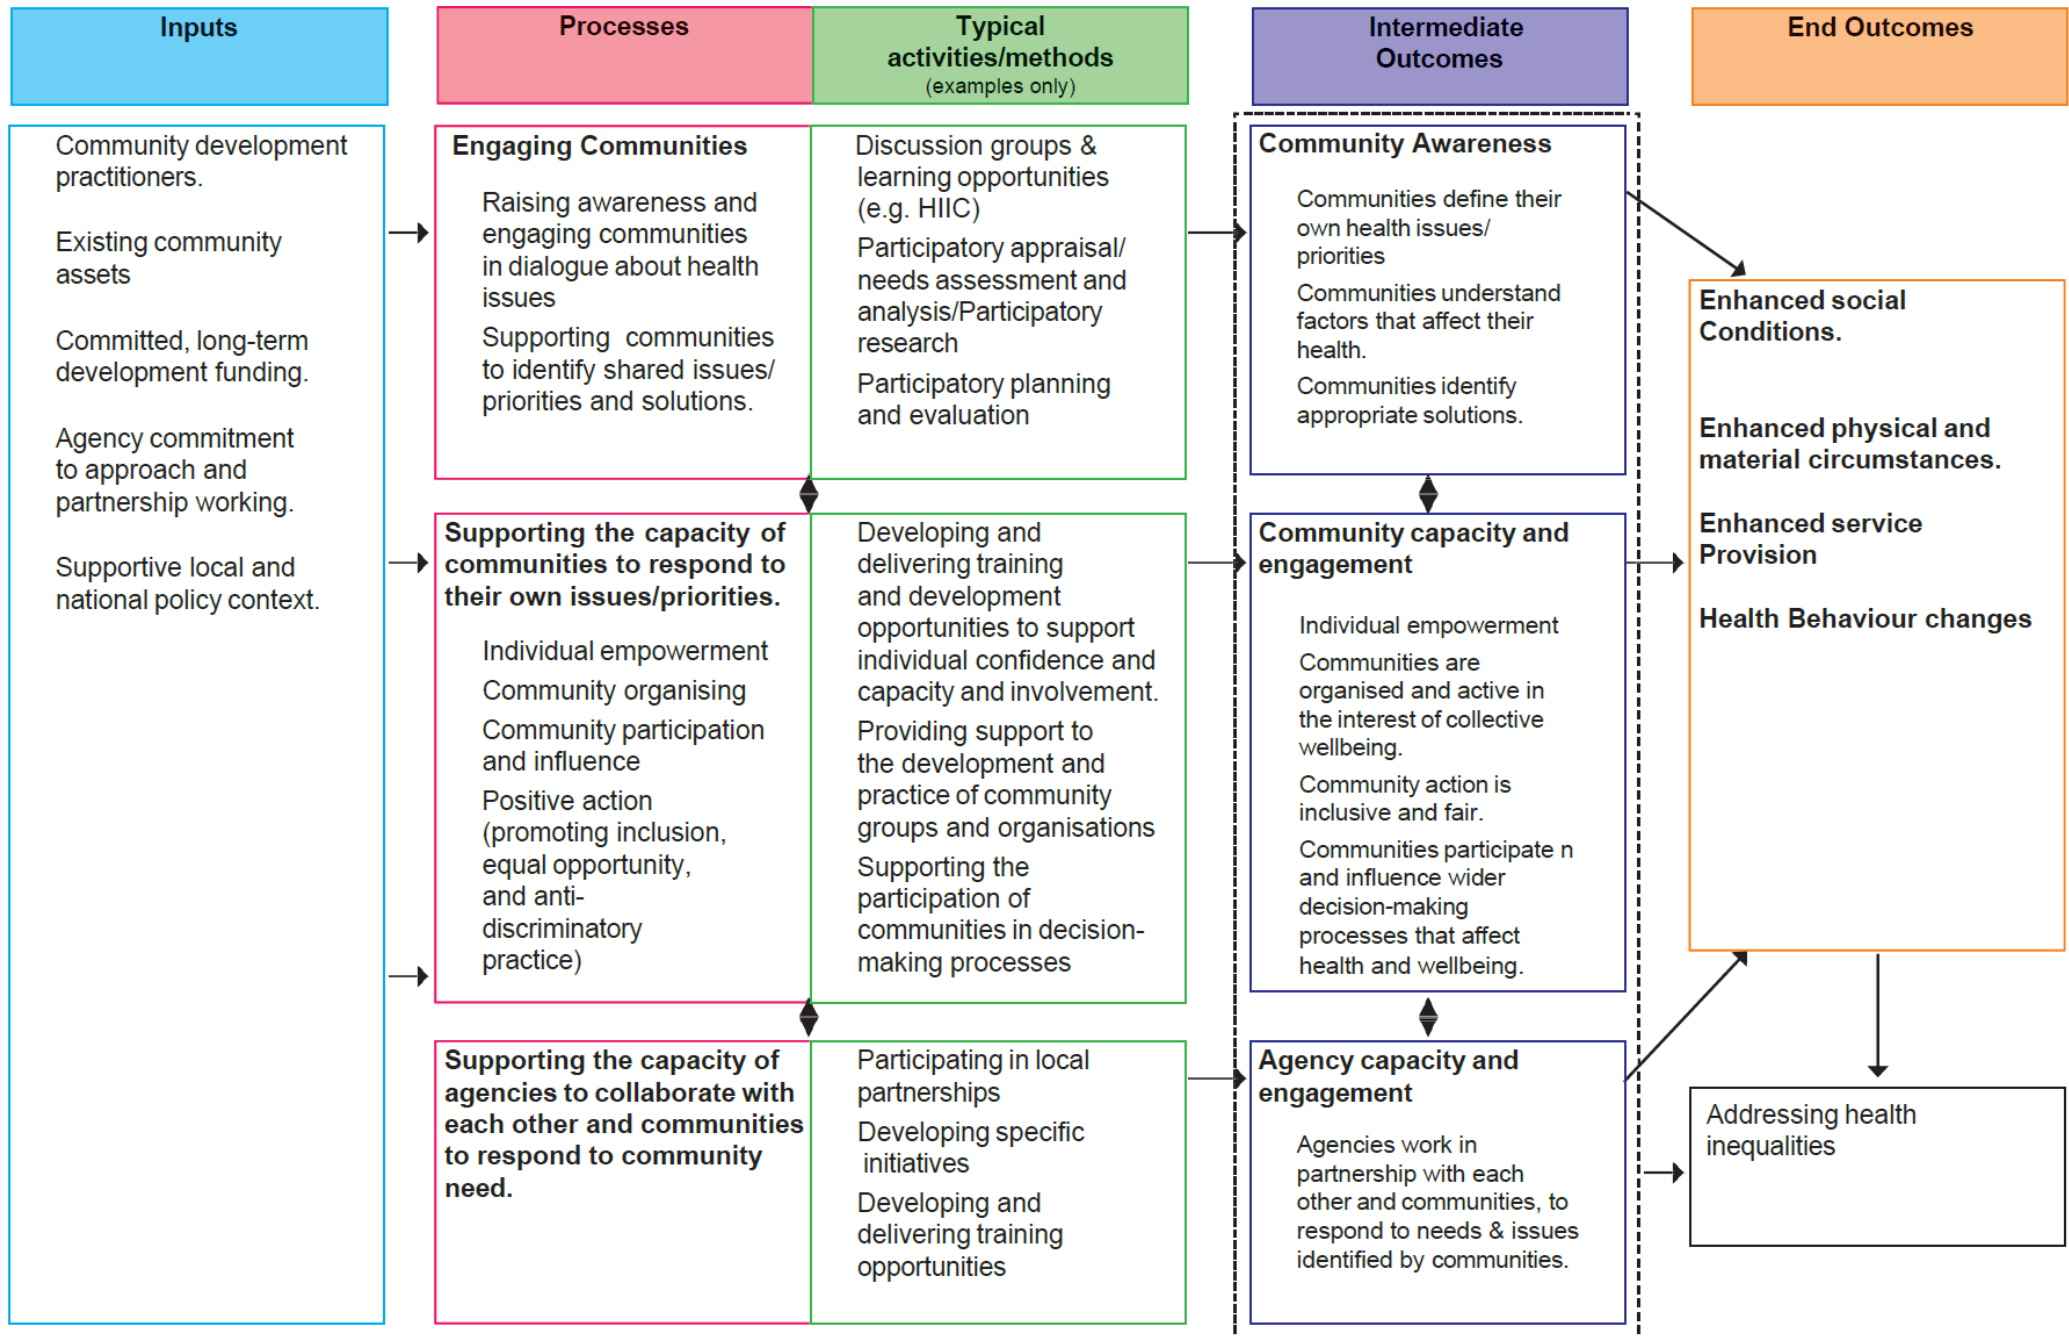 Inputs
Processes
Typical
activities/methods
(examples only)
Intermediate
Outcomes
End Outcomes
Community development
practitioners.
Existing community
assets
Committed, long-term
development funding.
Agency commitment
to approach and
partnership working.
Supportive local and
national policy context.
Engaging Communities
Raising awareness and
engaging communities
in dialogue about health
issues
Supporting communities
to identify shared issues/
priorities and solutions.
Discussion groups &
learning opportunities
(e.g. HIIC)
Participatory appraisal/
needs assessment and
analysis/Participatory
research
Participatory planning
and evaluation
Community Awareness
Communities define their
own health issues/
priorities
Communities understand
factors that affect their
health.
Communities identify
appropriate solutions.
Supporting the capacity of
communities to respond to
their own issues/priorities.
Individual empowerment
Community organising
Community participation
and influence
Positive action
(promoting inclusion,
equal opportunity,
and anti-
discriminatory
practice)
Developing and
delivering training
and development
opportunities to support
individual confidence and
capacity and involvement.
Providing support to
the development and
practice of community
groups and organisations
Supporting the
participation of
communities in decision-
making processes
Community capacity and
engagement
Individual empowerment
Communities are
organised and active in
the interest of collective
wellbeing.
Community action is
inclusive and fair.
Communities participate n
and influence wider
decision-making
processes that affect
health and wellbeing.
Supporting the capacity of
agencies to collaborate with
each other and communities
to respond to community
need.
Participating in local
partnerships
Developing specific
initiatives
Developing and
delivering training
opportunities
Agency capacity and
engagement
Agencies work in
partnership with each
other and communities, to
respond to needs & issues
identified by communities.
Enhanced social
Conditions.
Enhanced physical and
material circumstances.
Enhanced service
Provision
Health Behaviour changes
Addressing health
inequalities